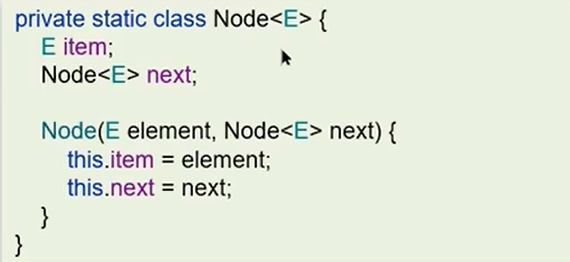 private static class Node<E> {
E item;
Node<E> next;
Node(E element, Node<E> next) {
this.item = element;
this.next = next;
}
}